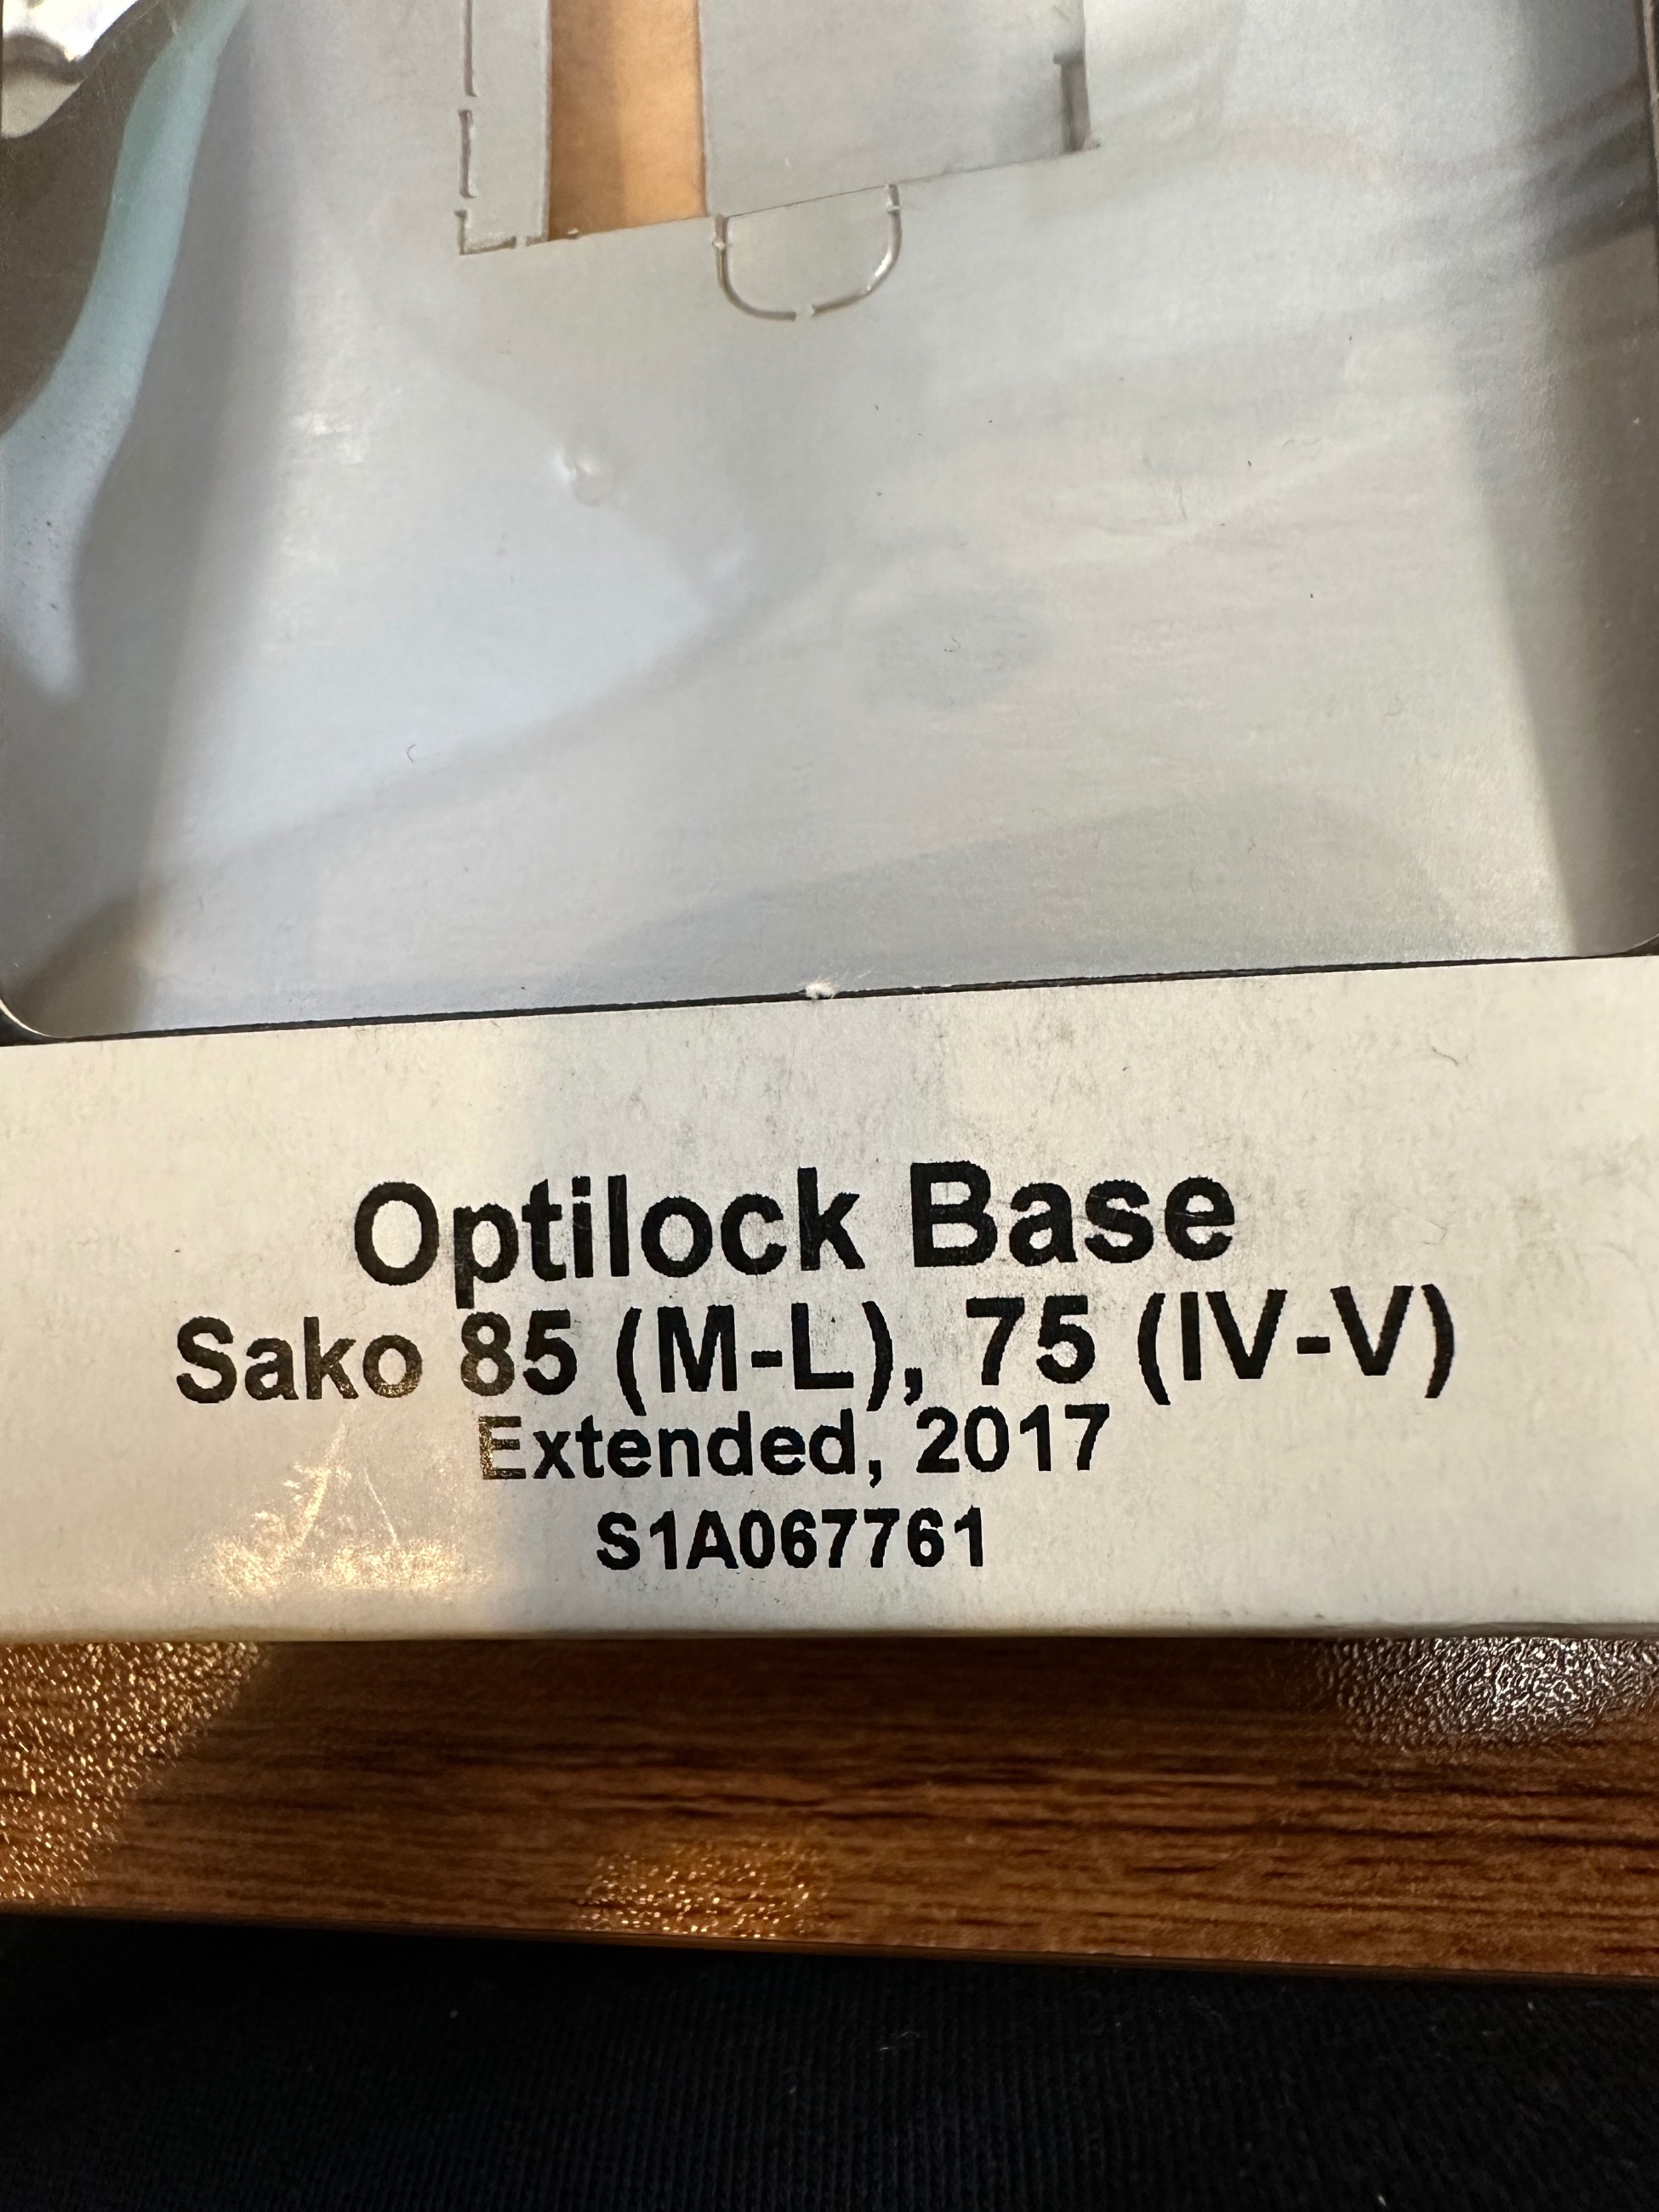 Optilock Base
Sako 85 (M-L), 75 (IV-V)
Extended, 2017
S1A067761